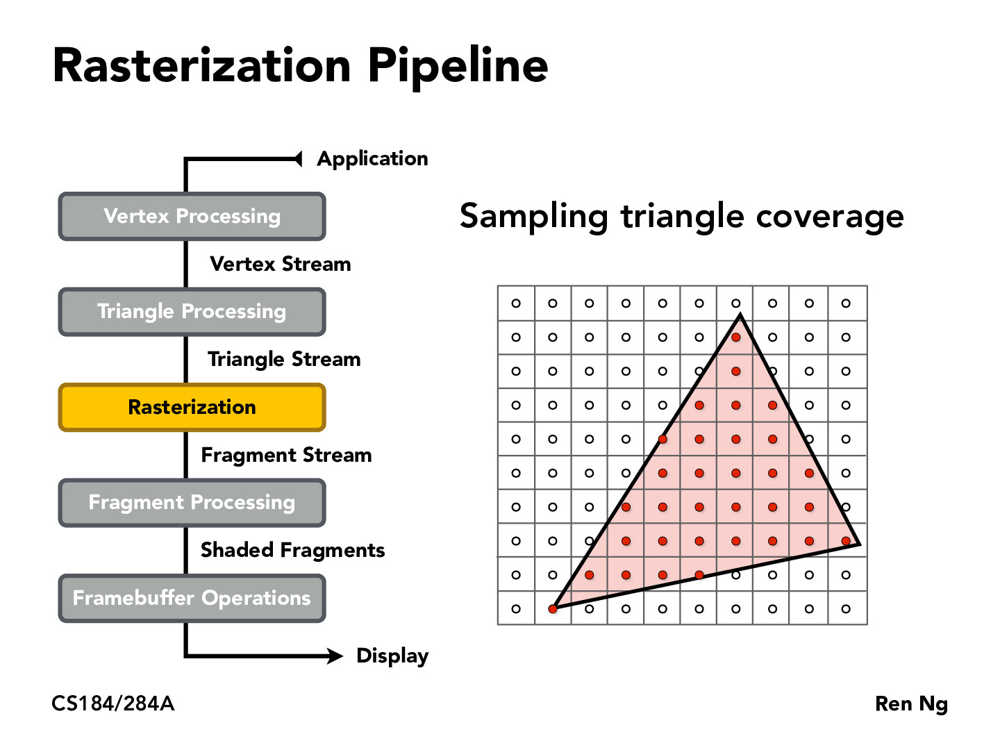 Rasterization Pipeline
Application
Vertex Processing
Vertex Stream
Triangle Processing
Triangle Stream
Rasterization
Fragment Stream
Fragment Processing
Shaded Fragments
Framebuffer Operations
Display
Sampling triangle coverage
CS184/284A
Ren Ng